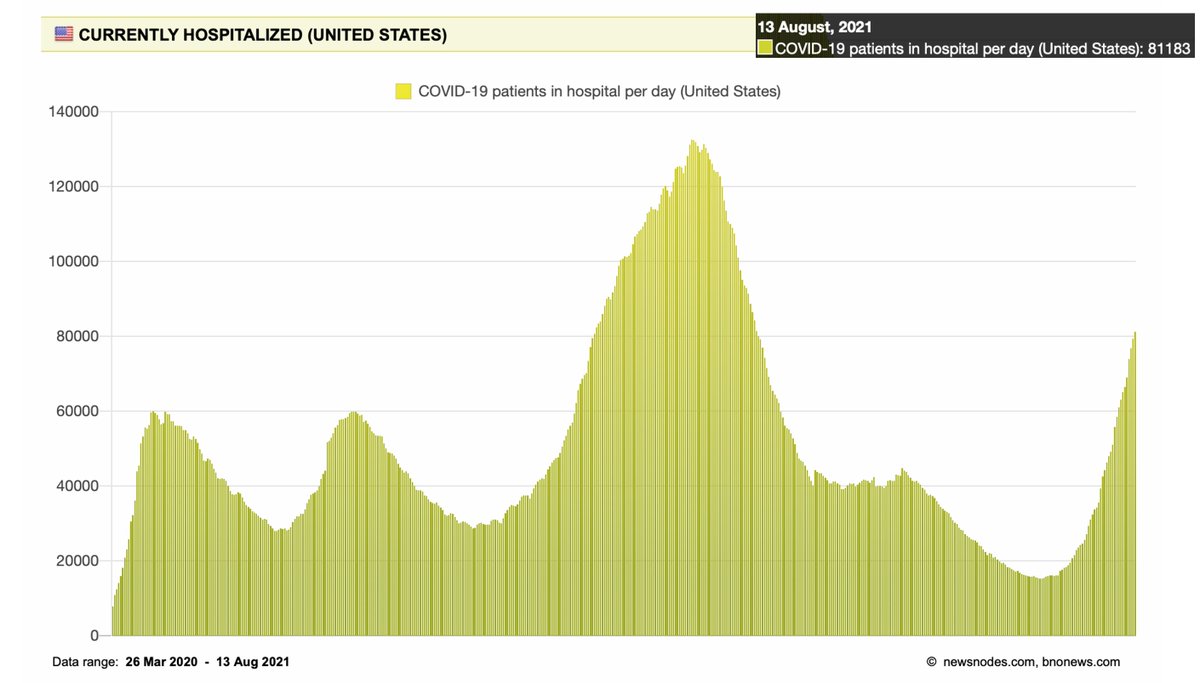 CURRENTLY HOSPITALIZED (UNITED STATES)
13 August, 2021
COVID-19 patients in hospital per day (United States): 81183
COVID-19 patients in hospital per day (United States)
140000
120000
100000
80000
60000
40000
20000
0
Data range: 26 Mar 2020 - 13 Aug 2021
© newsnodes.com, bnonews.com